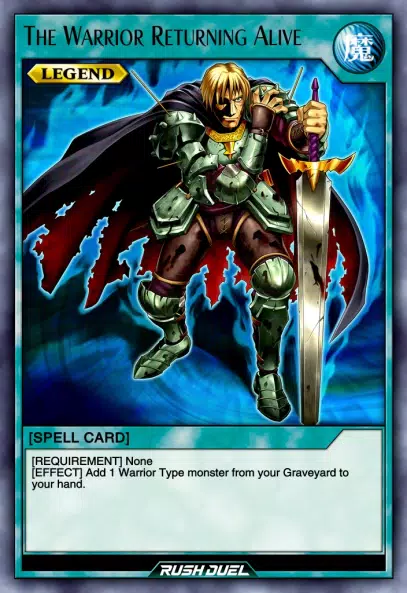 The Warrior Returning Alive
魔
LEGEND
[SPELL CARD]
[REQUIREMENT] None
[EFFECT] Add 1 Warrior Type monster from your Graveyard to
your hand.
RUSH DUEL